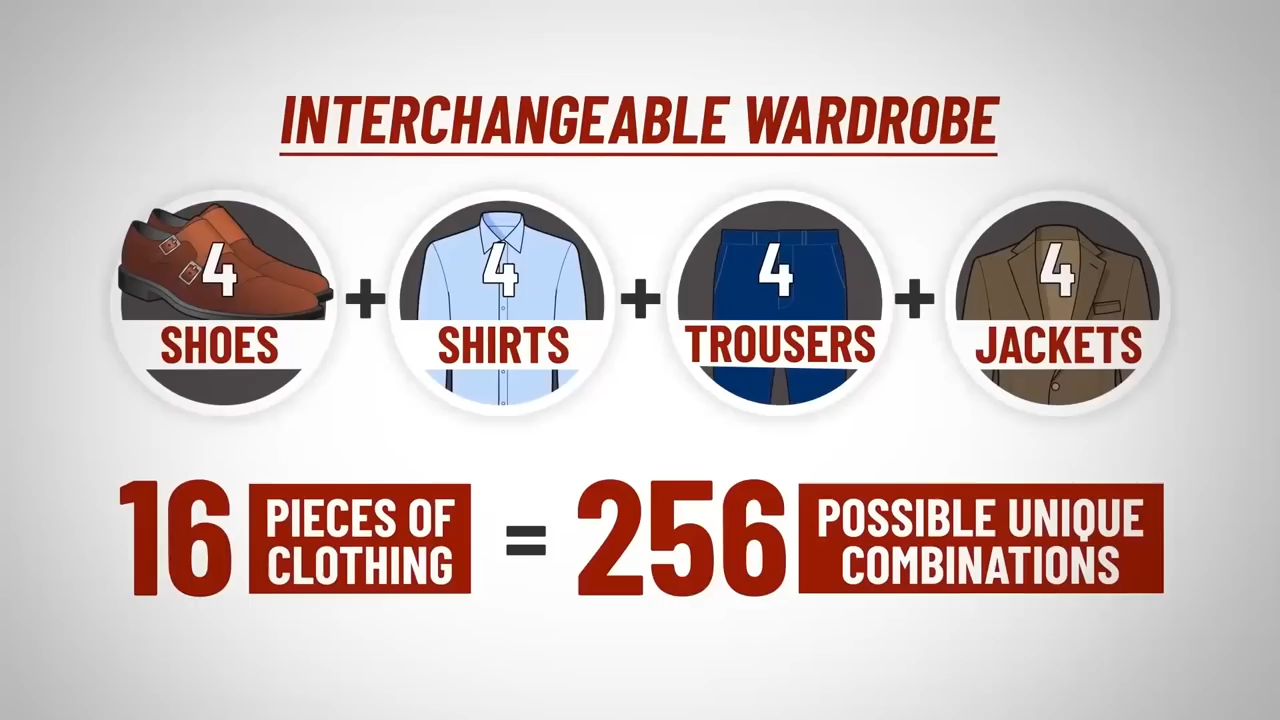 INTERCHANGEABLE WARDROBE
4 + 4 + 4 + 4
SHOES SHIRTS TROUSERS JACKETS
16 PIECES OF CLOTHING = 256 POSSIBLE UNIQUE COMBINATIONS